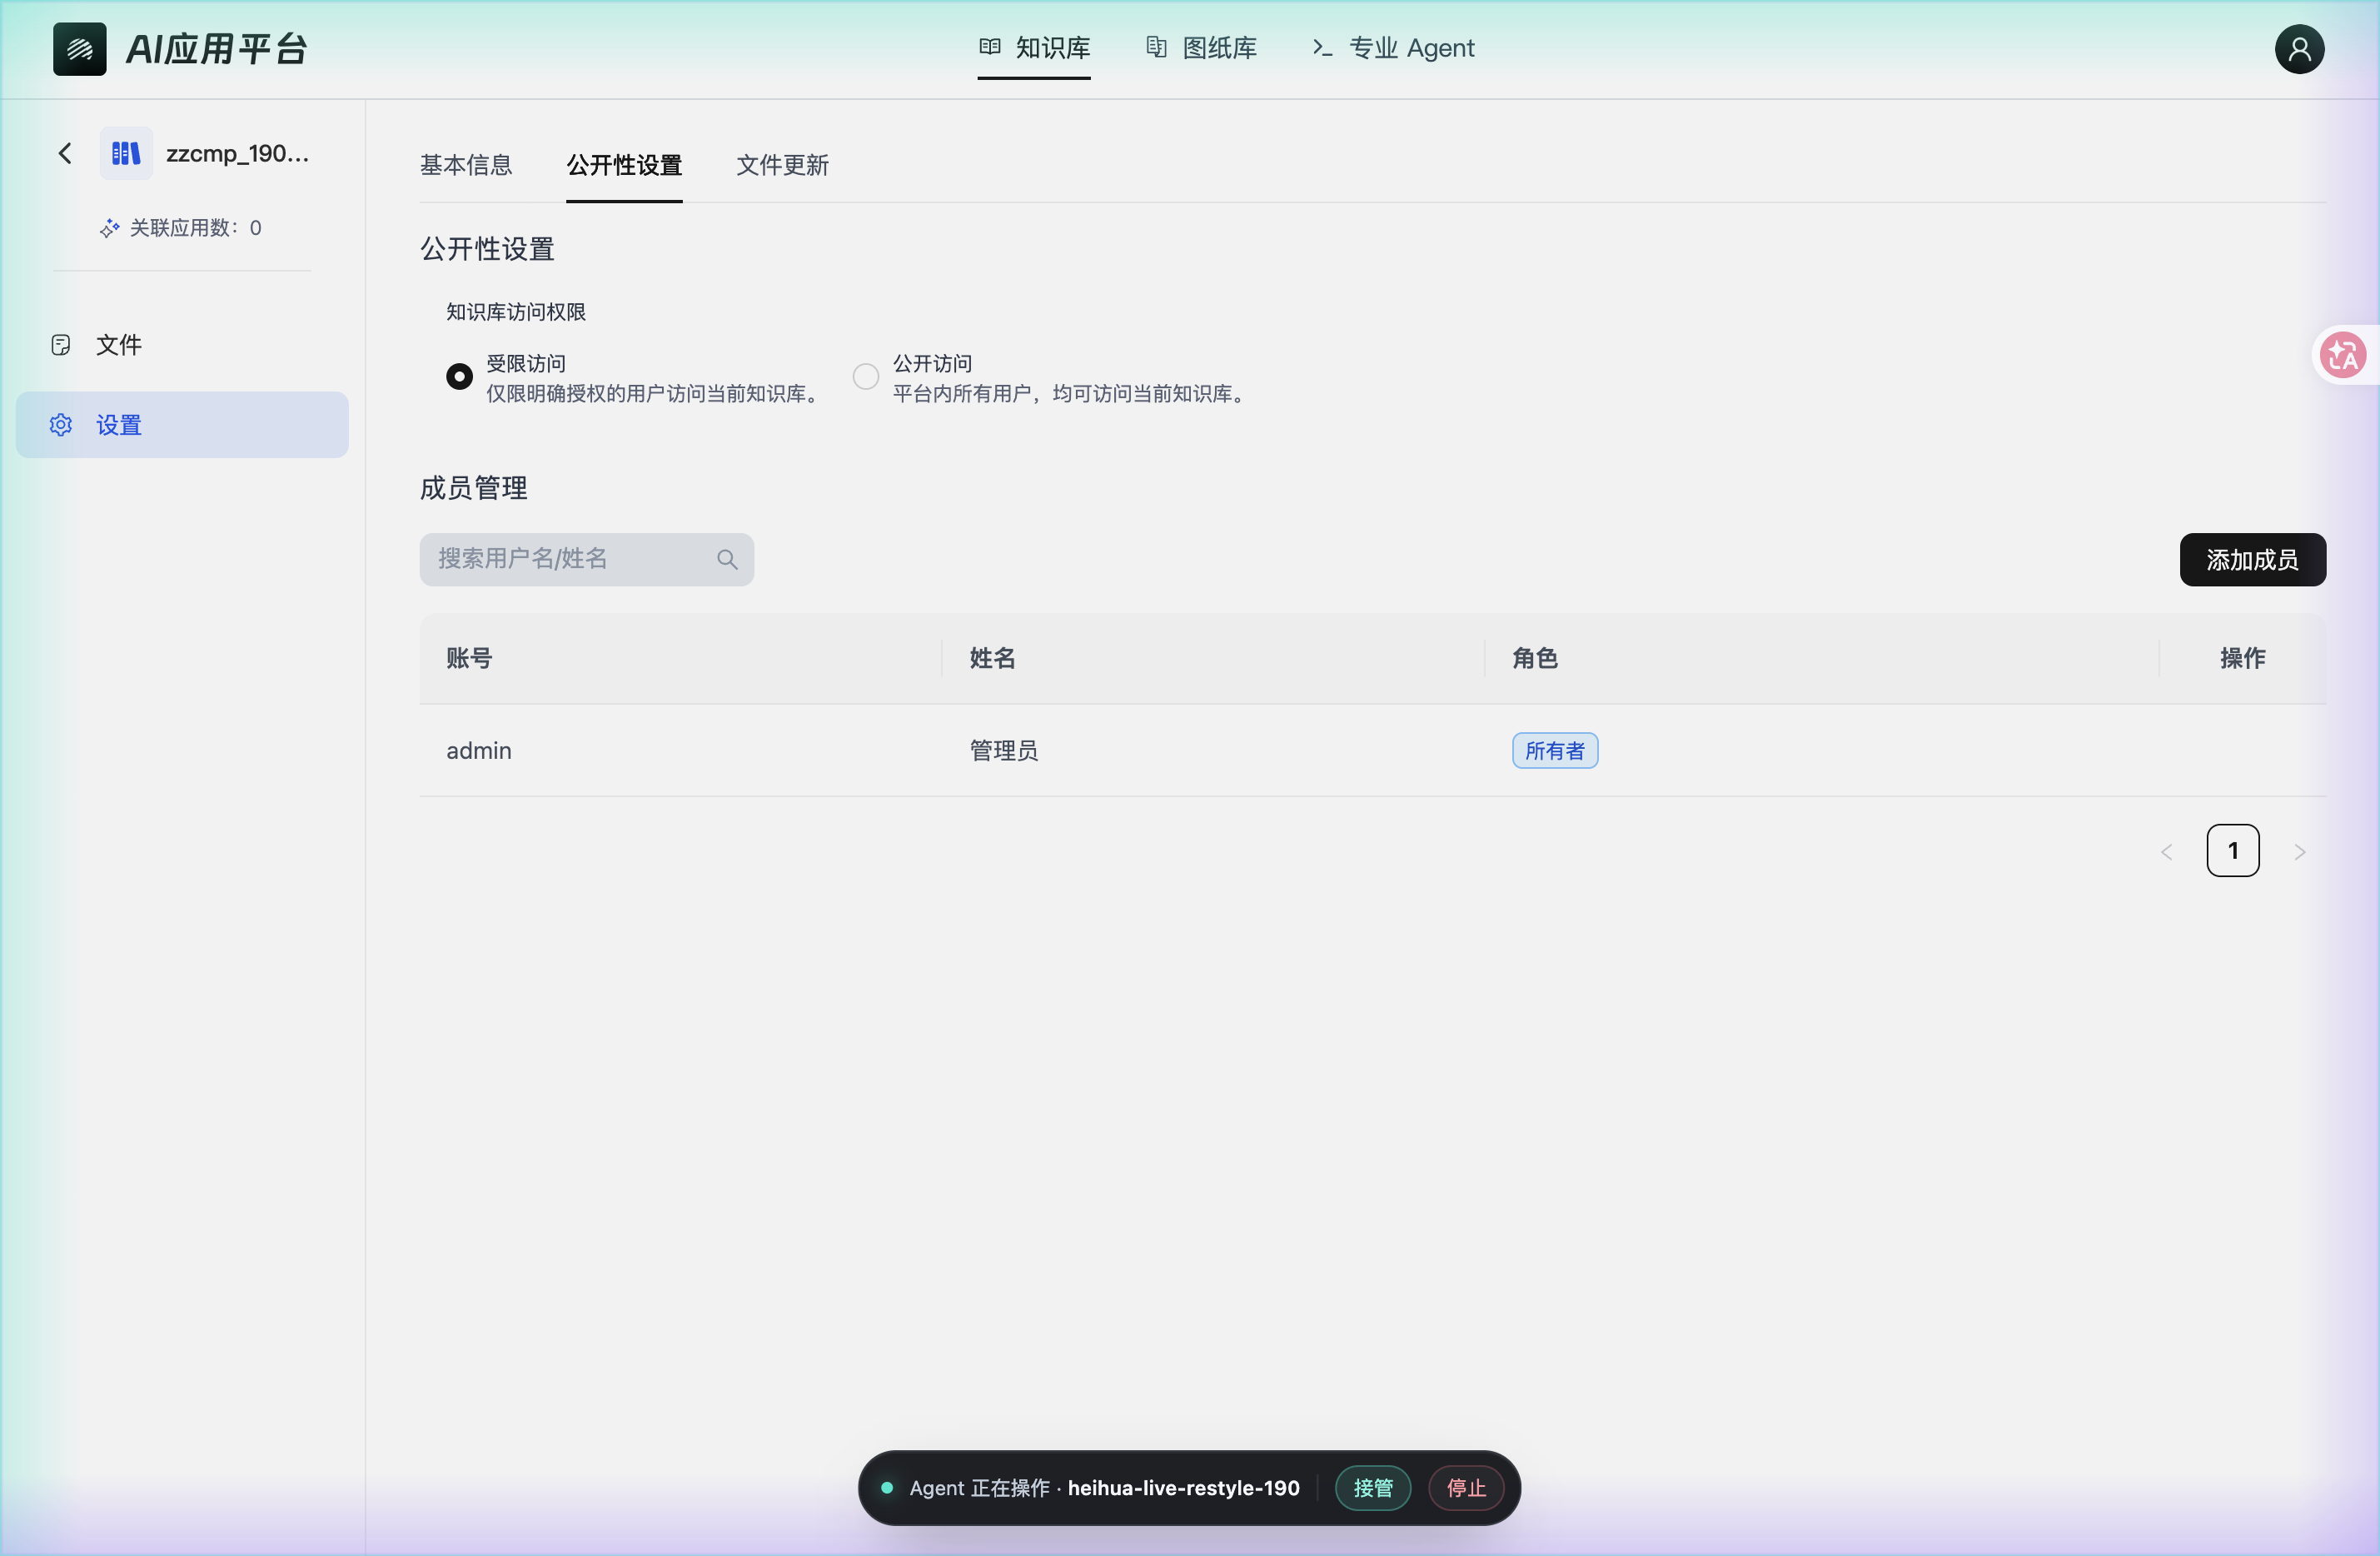 AI应用平台
知识库
图纸库
专业 Agent
zzcmp_190...
关联应用数：0
文件
设置
基本信息
公开性设置
文件更新
公开性设置
知识库访问权限
受限访问
仅限明确授权的用户访问当前知识库。
公开访问
平台内所有用户，均可访问当前知识库。
成员管理
搜索用户名/姓名
添加成员
账号 姓名 角色 操作
admin 管理员 所有者
1
Agent 正在操作 · heihua-live-restyle-190 接管 停止